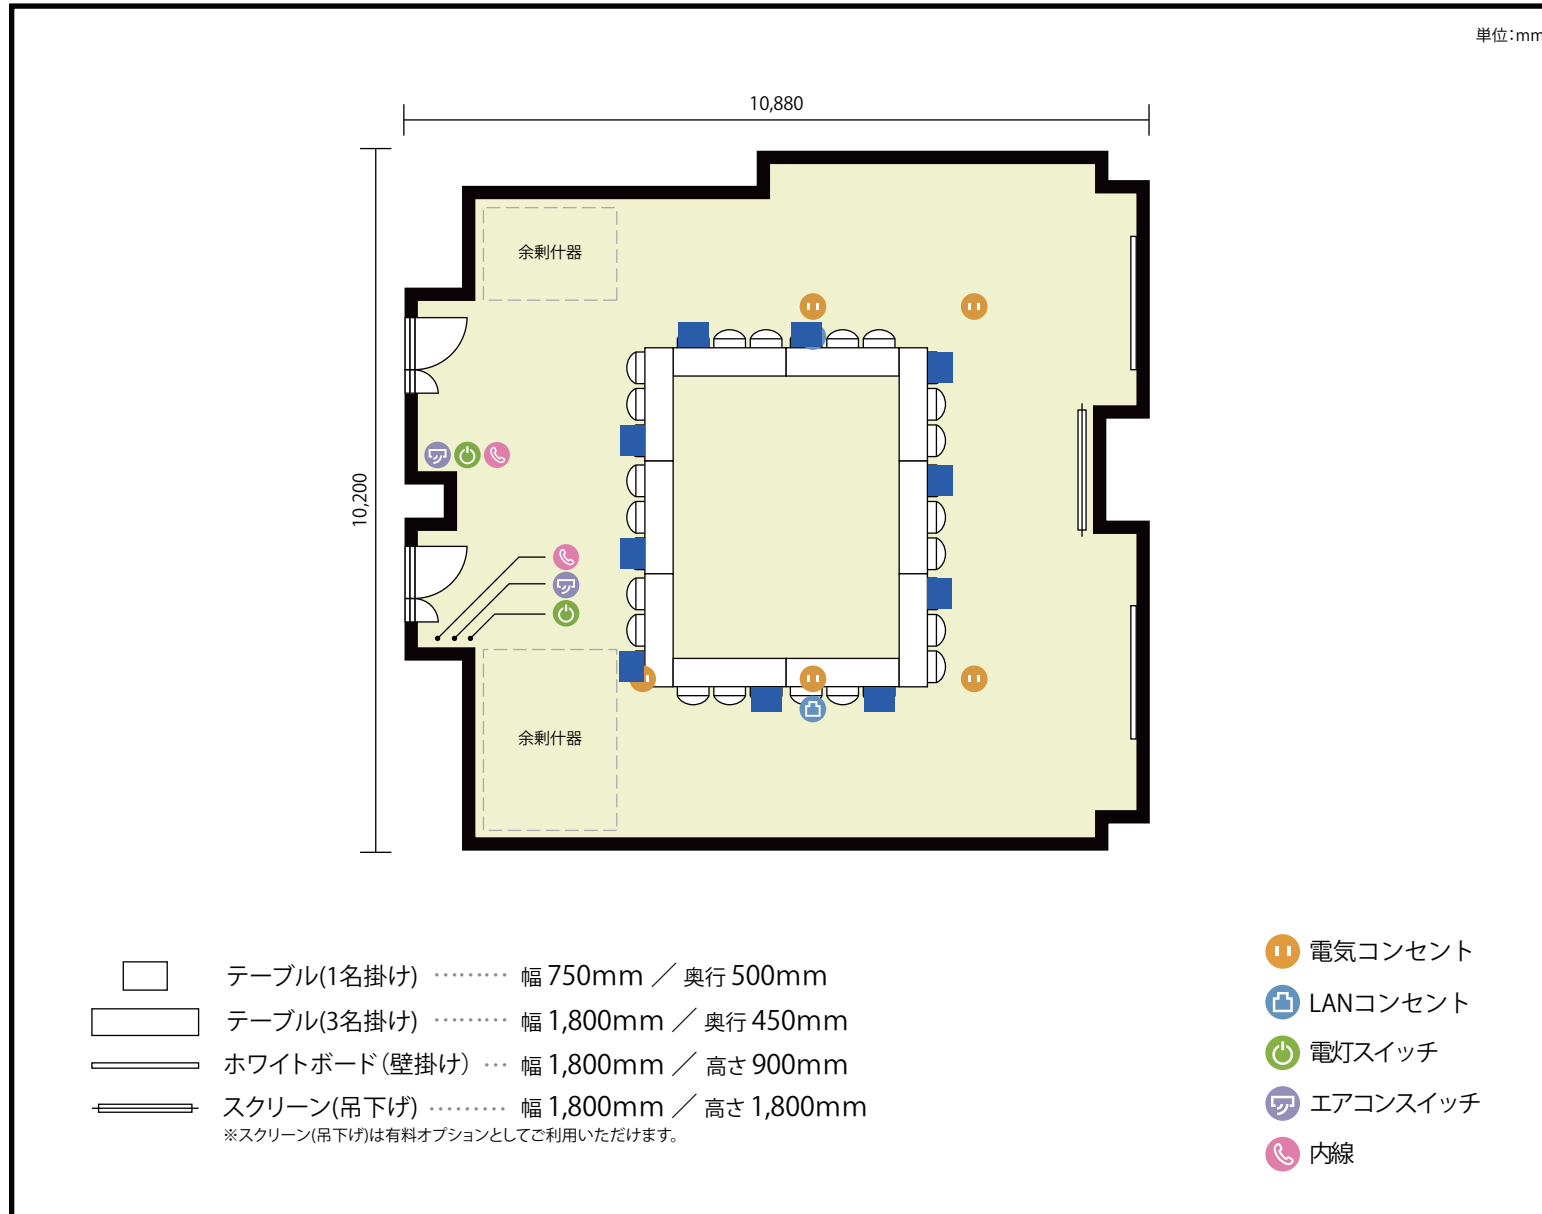 単位：mm
10,880
余剰什器
10,200
余剰什器
テーブル(1名掛け) ……… 幅 750mm ／ 奥行 500mm
テーブル(3名掛け) ……… 幅 1,800mm ／ 奥行 450mm
ホワイトボード（壁掛け） … 幅 1,800mm ／ 高さ 900mm
スクリーン(吊下げ) ……… 幅 1,800mm ／ 高さ 1,800mm
※スクリーン(吊下げ)は有料オプションとしてご利用いただけます。
電気コンセント
LANコンセント
電灯スイッチ
エアコンスイッチ
内線